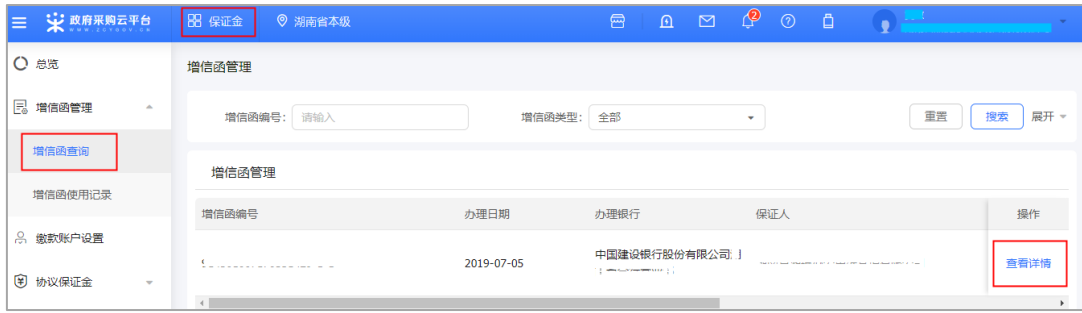 政府采购云平台 保证金 湖南省本级 2
WWW.ZCYGOV.CN
总览
增信函管理
增信函查询
增信函使用记录
缴款账户设置
协议保证金
增信函管理
增信函编号： 请输入 增信函类型： 全部 重置 搜索 展开
增信函管理
增信函编号 办理日期 办理银行 保证人 操作
2019-07-05 中国建设银行股份有限公司 查看详情